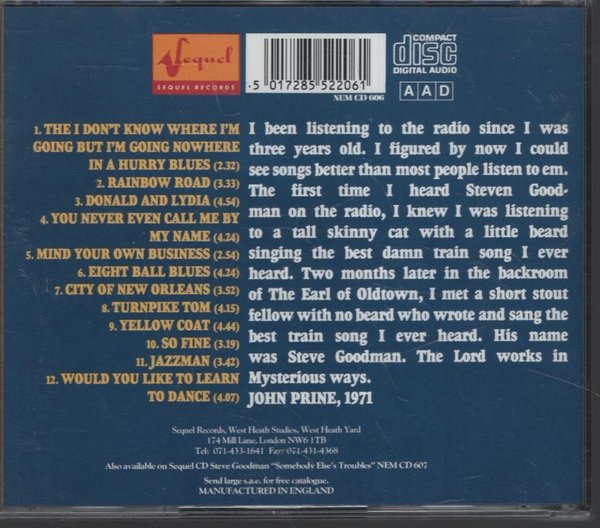 Sequel
SEQUEL RECORDS
5 017285 522061
NEM CD 606
COMPACT
disc
DIGITAL AUDIO
AAD
1. THE I DON'T KNOW WHERE I'M
GOING BUT I'M GOING NOWHERE
IN A HURRY BLUES (2.32)
2. RAINBOW ROAD (3.33)
3. DONALD AND LYDIA (4.54)
4. YOU NEVER EVEN CALL ME BY
MY NAME (4.24)
5. MIND YOUR OWN BUSINESS (2.54)
6. EIGHT BALL BLUES (4.24)
7. CITY OF NEW ORLEANS (3.52)
8. TURNPIKE TOM (4.15)
9. YELLOW COAT (4.44)
10. SO FINE (3.19)
11. JAZZMAN (3.42)
12. WOULD YOU LIKE TO LEARN
TO DANCE (4.07)
I been listening to the radio since I was
three years old. I figured by now I could
see songs better than most people listen to em.
The first time I heard Steven Good-
man on the radio, I knew I was listening
to a tall skinny cat with a little beard
singing the best damn train song I ever
heard. Two months later in the backroom
of The Earl of Oldtown, I met a short stout
fellow with no beard who wrote and sang the
best train song I ever heard. His name
was Steve Goodman. The Lord works in
Mysterious ways.
JOHN PRINE, 1971
Sequel Records, West Heath Studios, West Heath Yard
174 Mill Lane, London NW6 1TB
Tel: 071-433-1641 Fax: 071-431-4368
Also available on Sequel CD Steve Goodman "Somebody Else's Troubles" NEM CD 607
Send large s.a.e. for free catalogue.
MANUFACTURED IN ENGLAND